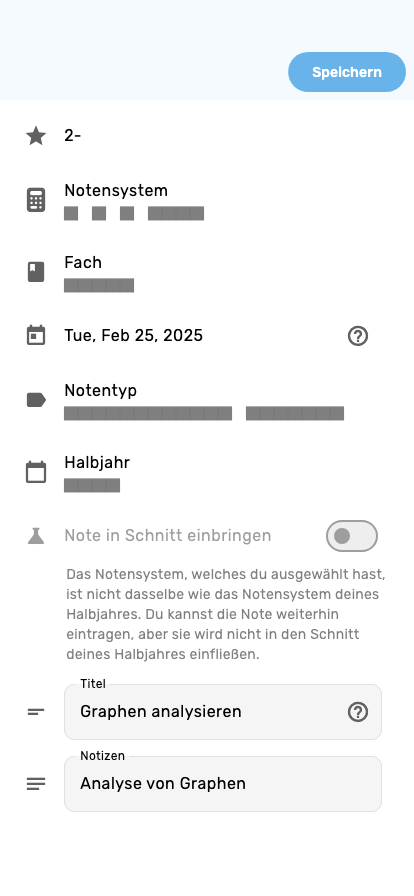 Speichern
2-
Notensystem
Fach
Tue, Feb 25, 2025
Notentyp
Halbjahr
Note in Schnitt einbringen
Das Notensystem, welches du ausgewählt hast,
ist nicht dasselbe wie das Notensystem deines
Halbjahres. Du kannst die Note weiterhin
eintragen, aber sie wird nicht in den Schnitt
deines Halbjahres einfließen.
Titel
Graphen analysieren
Notizen
Analyse von Graphen